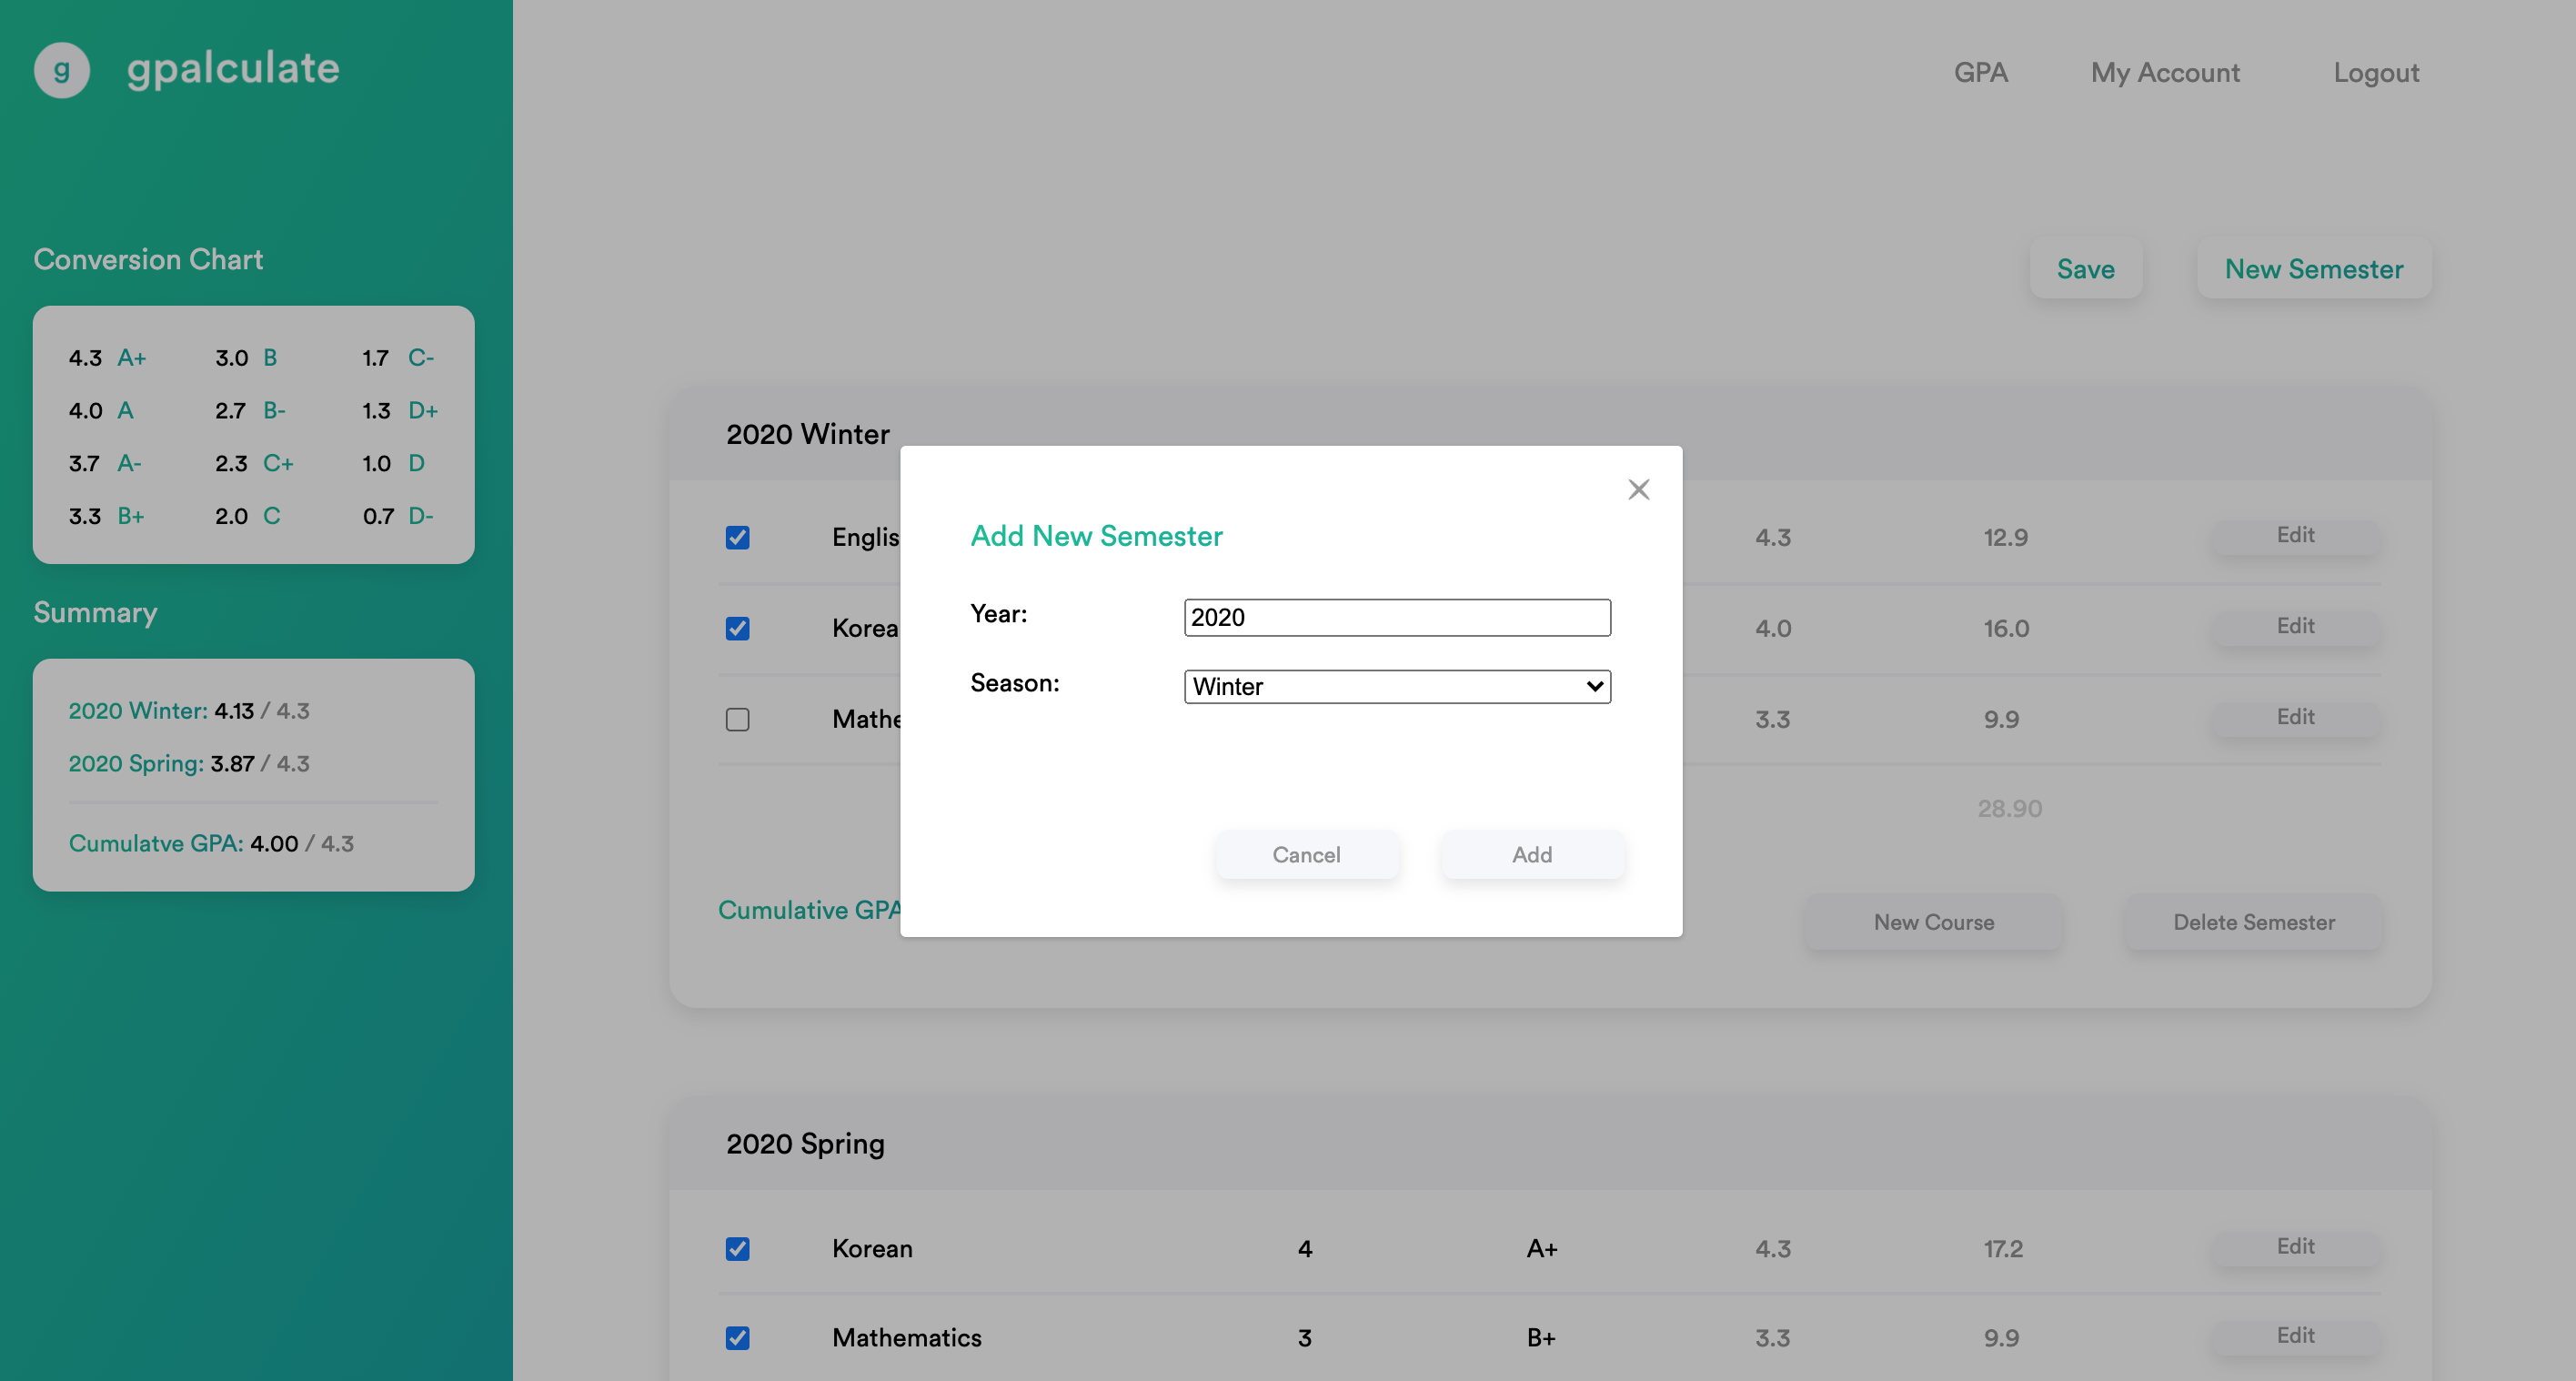 g gpalculate
GPA My Account Logout
Conversion Chart
Save New Semester
4.3 A+ 3.0 B 1.7 C-
4.0 A 2.7 B- 1.3 D+
3.7 A- 2.3 C+ 1.0 D
3.3 B+ 2.0 C 0.7 D-
Summary
2020 Winter: 4.13 / 4.3
2020 Spring: 3.87 / 4.3
Cumulatve GPA: 4.00 / 4.3
2020 Winter
Englis 4.3 12.9 Edit
Korea 4.0 16.0 Edit
Mathe 3.3 9.9 Edit
28.90
Cumulative GPA
New Course Delete Semester
Add New Semester
Year: 2020
Season: Winter
Cancel Add
2020 Spring
Korean 4 A+ 4.3 17.2 Edit
Mathematics 3 B+ 3.3 9.9 Edit